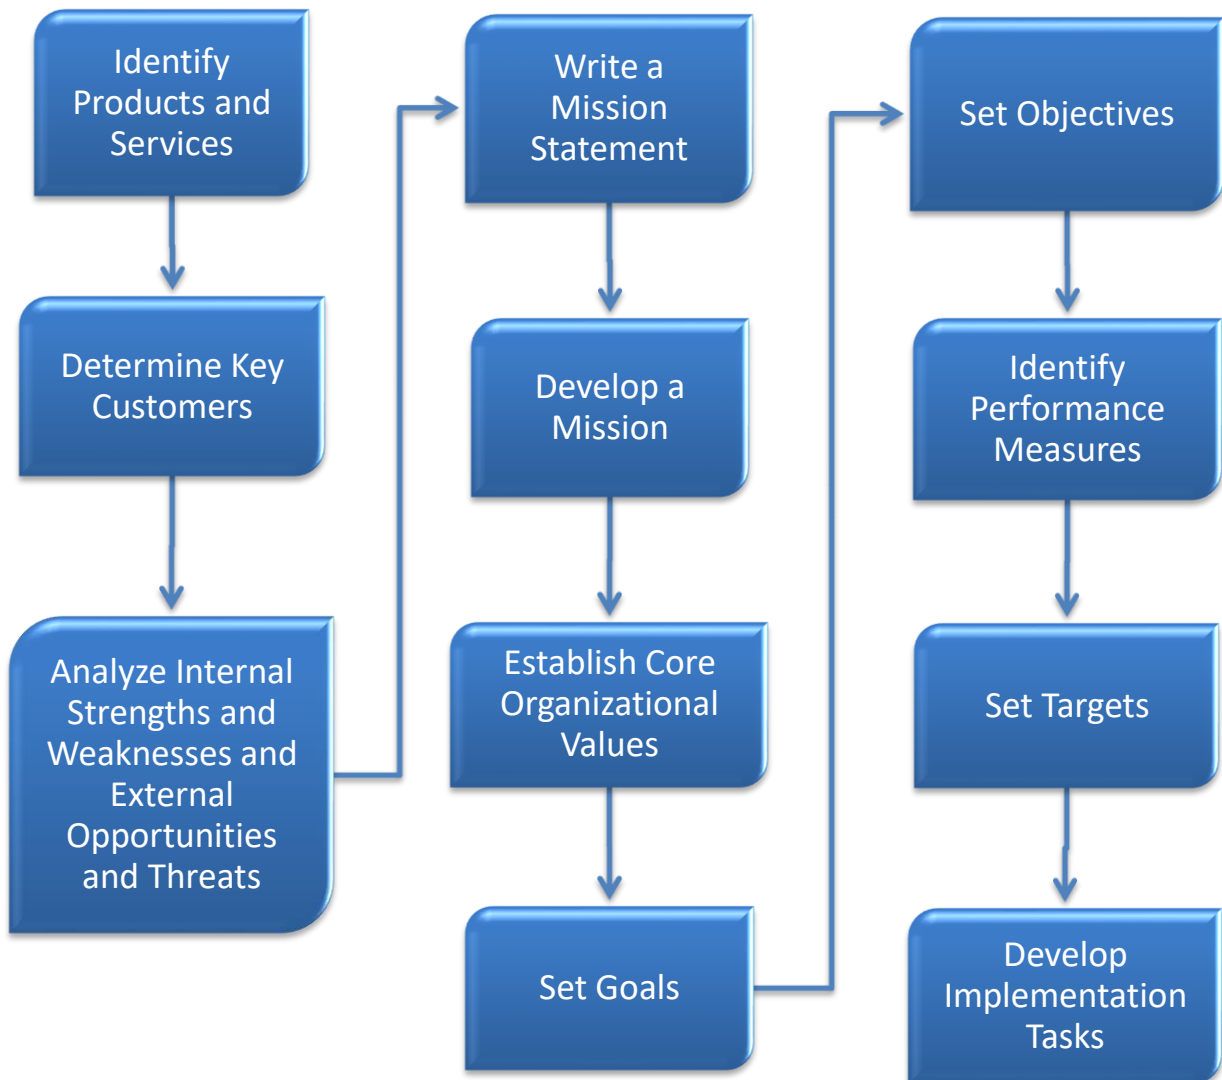 Identify
Products and
Services
Determine Key
Customers
Analyze Internal
Strengths and
Weaknesses and
External
Opportunities
and Threats
Write a
Mission
Statement
Develop a
Mission
Establish Core
Organizational
Values
Set Goals
Set Objectives
Identify
Performance
Measures
Set Targets
Develop
Implementation
Tasks